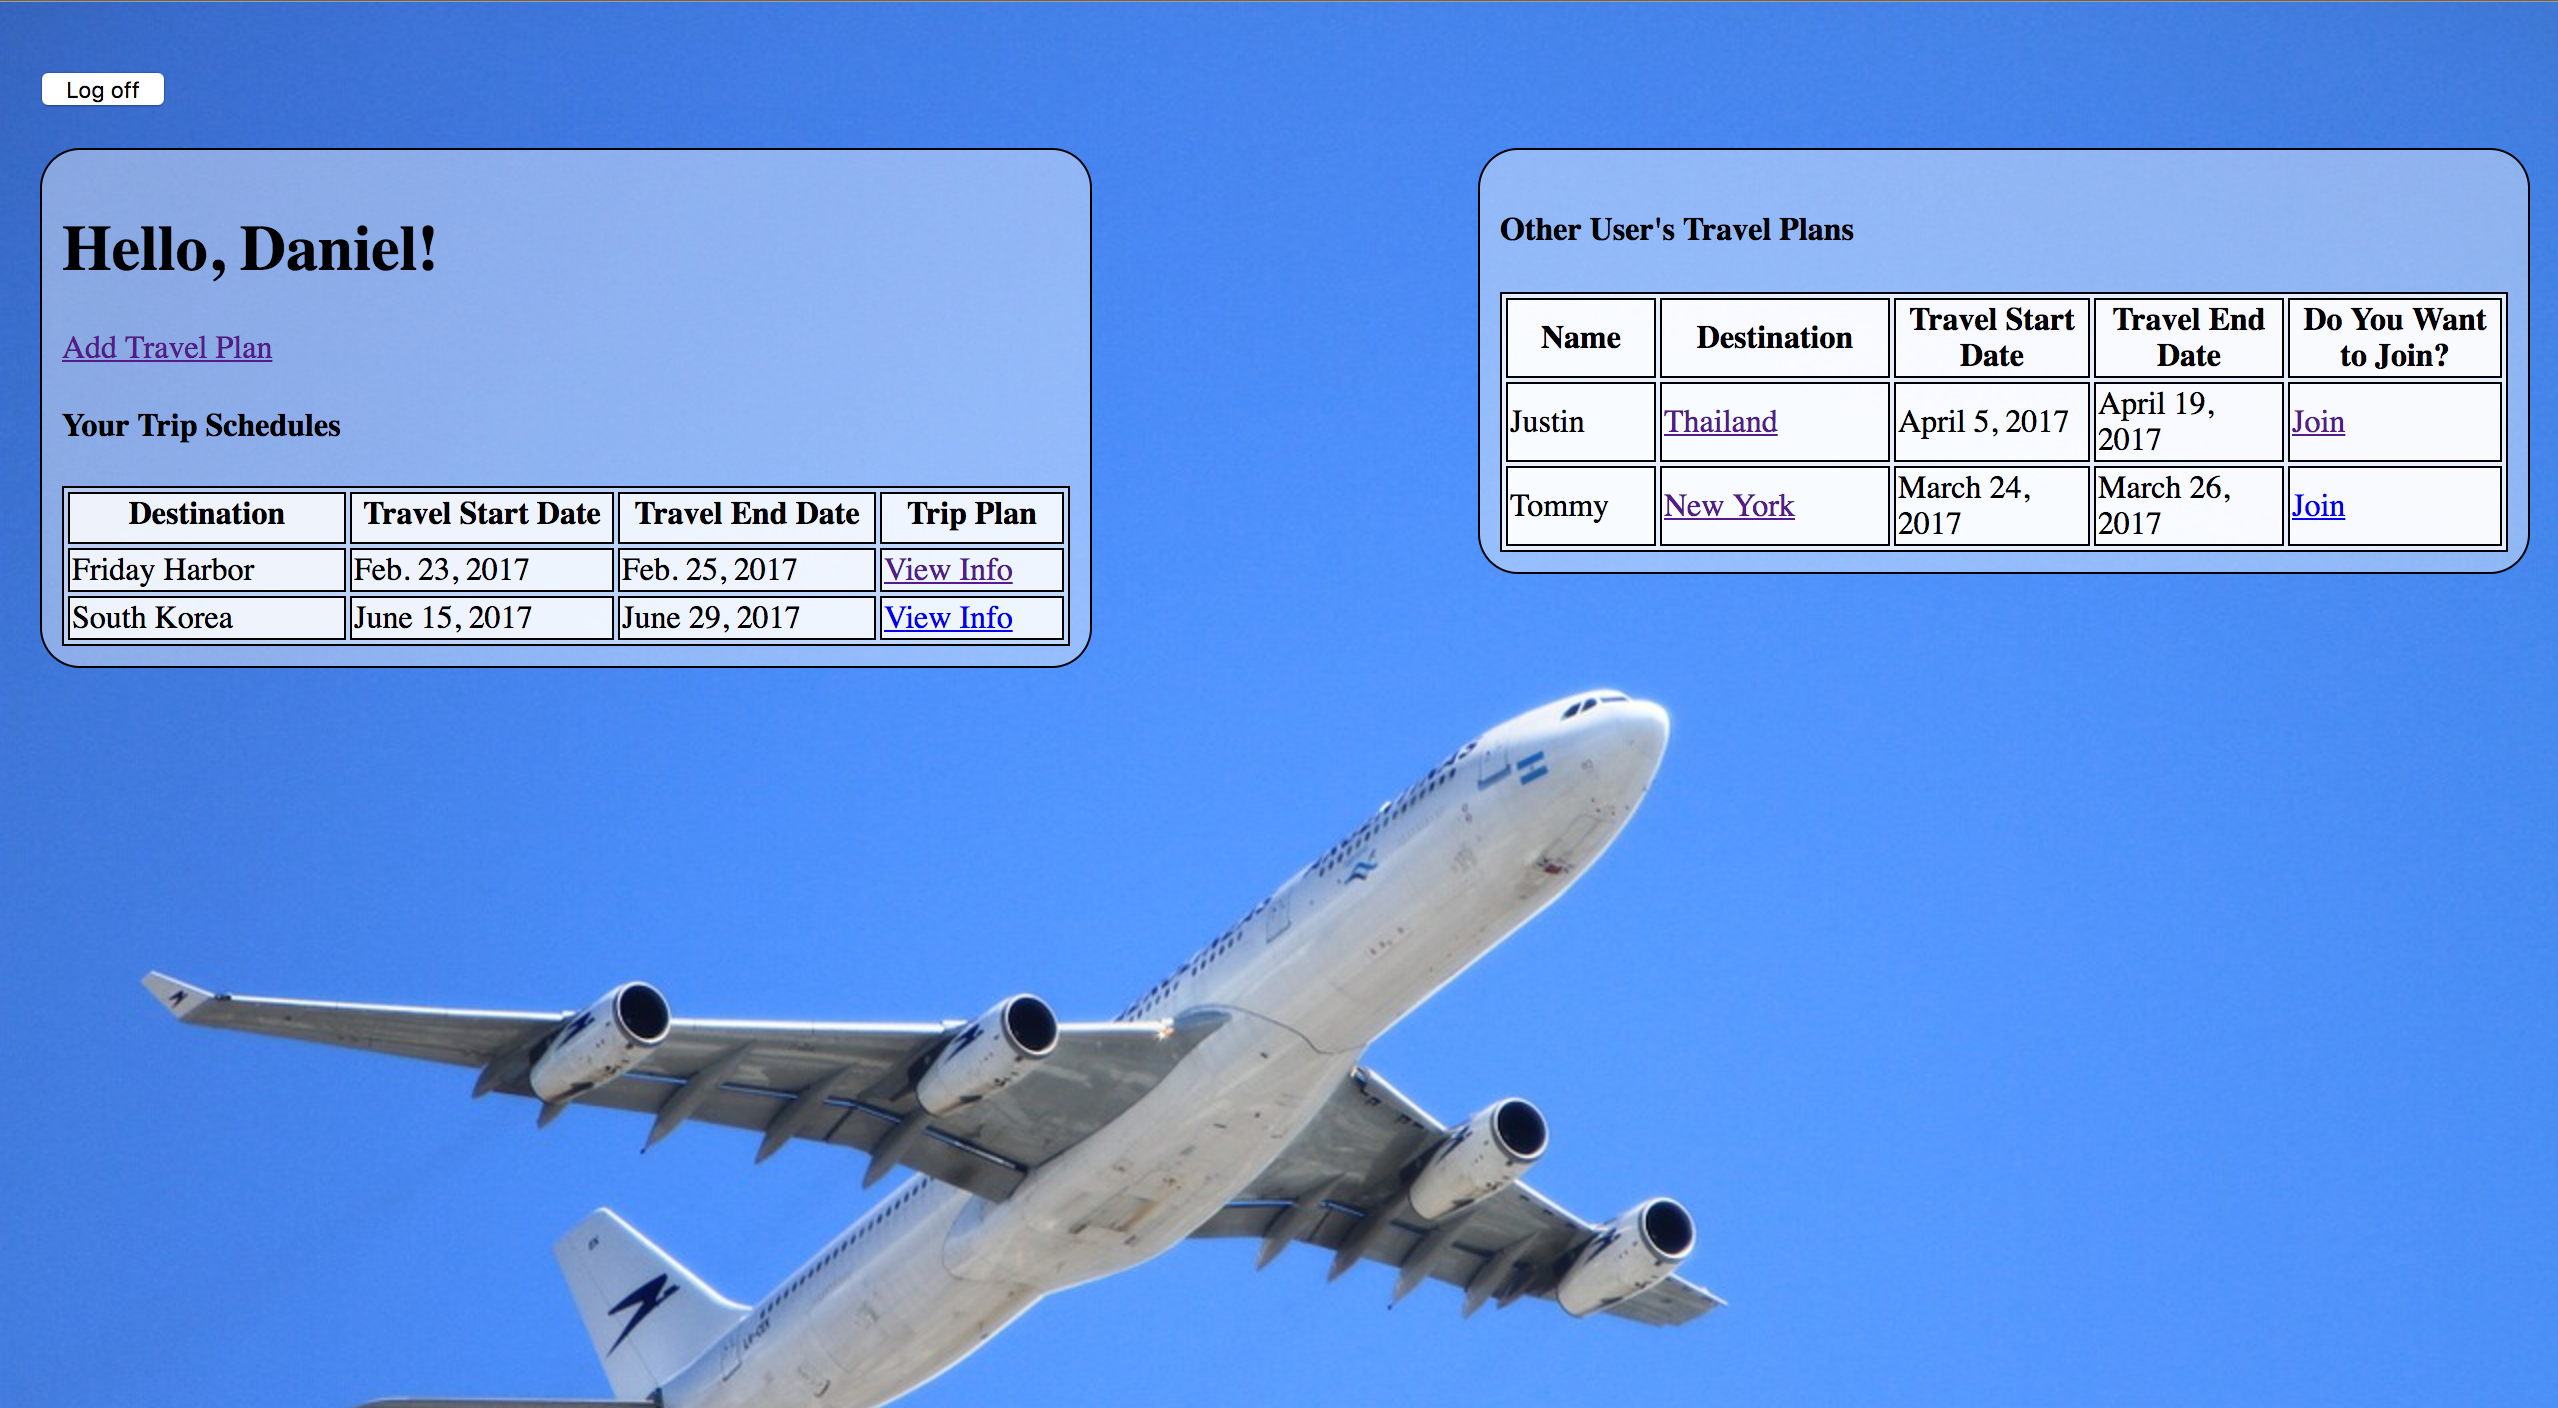 Log off
Hello, Daniel!
Add Travel Plan
Your Trip Schedules
Destination Travel Start Date Travel End Date Trip Plan
Friday Harbor Feb. 23, 2017 Feb. 25, 2017 View Info
South Korea June 15, 2017 June 29, 2017 View Info
Other User's Travel Plans
Name Destination Travel Start Date Travel End Date Do You Want to Join?
Justin Thailand April 5, 2017 April 19, 2017 Join
Tommy New York March 24, 2017 March 26, 2017 Join